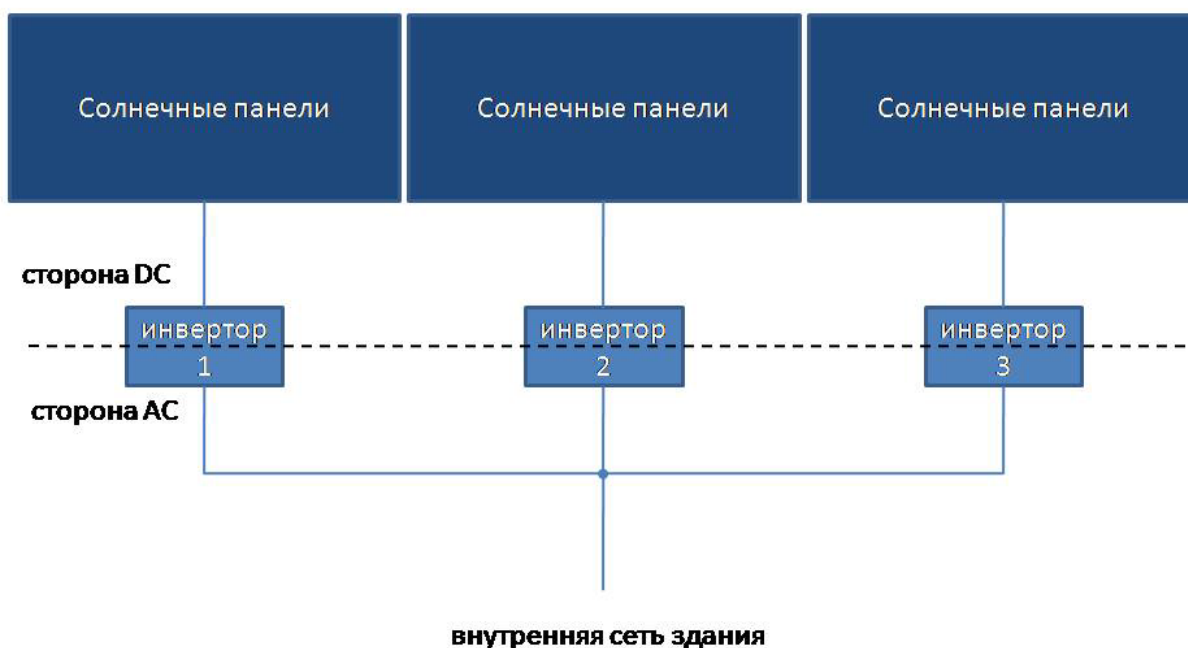 Солнечные панели
Солнечные панели
Солнечные панели
сторона DC
инвертор
1
инвертор
2
инвертор
3
сторона AC
внутренняя сеть здания